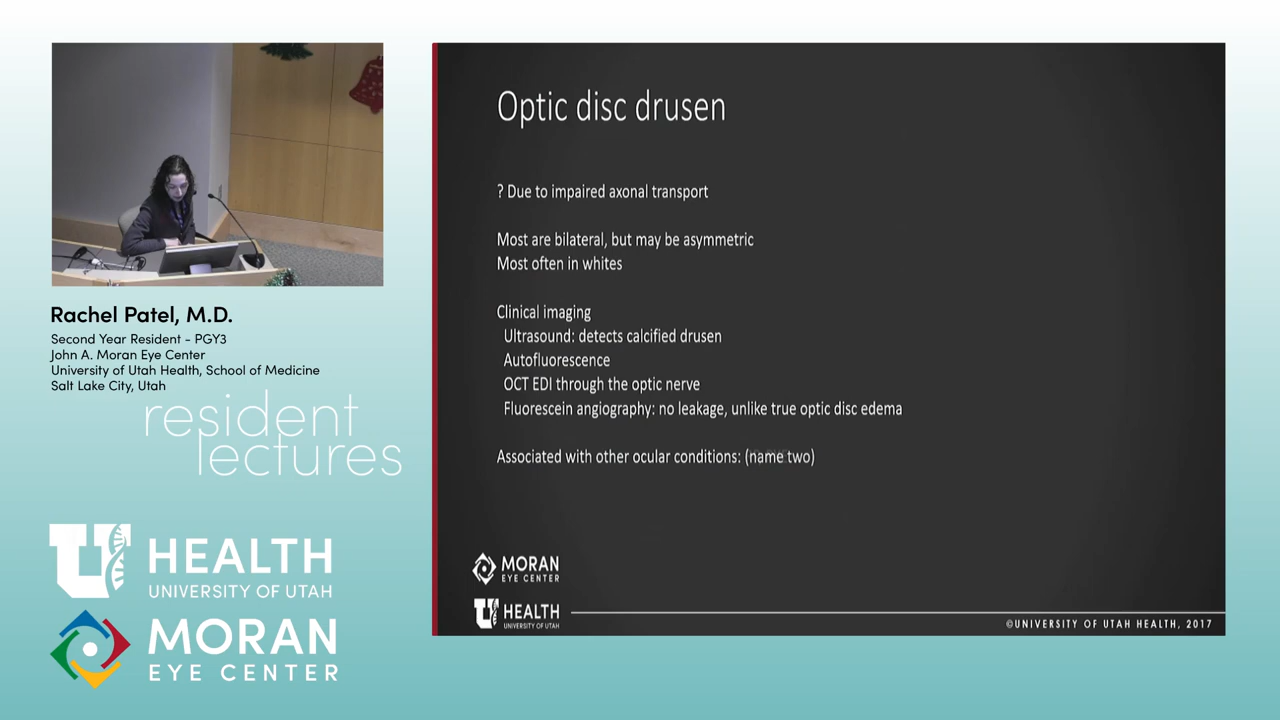 Optic disc drusen
? Due to impaired axonal transport
Most are bilateral, but may be asymmetric
Most often in whites
Clinical imaging
Ultrasound: detects calcified drusen
Autofluorescence
OCT EDI through the optic nerve
Fluorescein angiography: no leakage, unlike true optic disc edema
Associated with other ocular conditions: (name two)
MORAN
EYE CENTER
U HEALTH
UNIVERSITY OF UTAH
©UNIVERSITY OF UTAH HEALTH, 2017
Rachel Patel, M.D.
Second Year Resident - PGY3
John A. Moran Eye Center
University of Utah Health, School of Medicine
Salt Lake City, Utah
resident
lectures
U HEALTH
UNIVERSITY OF UTAH
MORAN
EYE CENTER